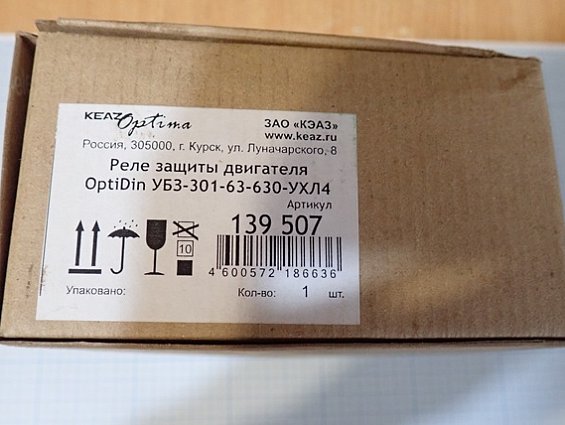 KEAZ Optima
ЗАО «КЭАЗ»
www.keaz.ru
Россия, 305000, г. Курск, ул. Луначарского, 8
Реле защиты двигателя
OptiDin УБЗ-301-63-630-УХЛ4
Артикул
139 507
10
4 600572 186636
Упаковано:
Кол-во: 1 шт.